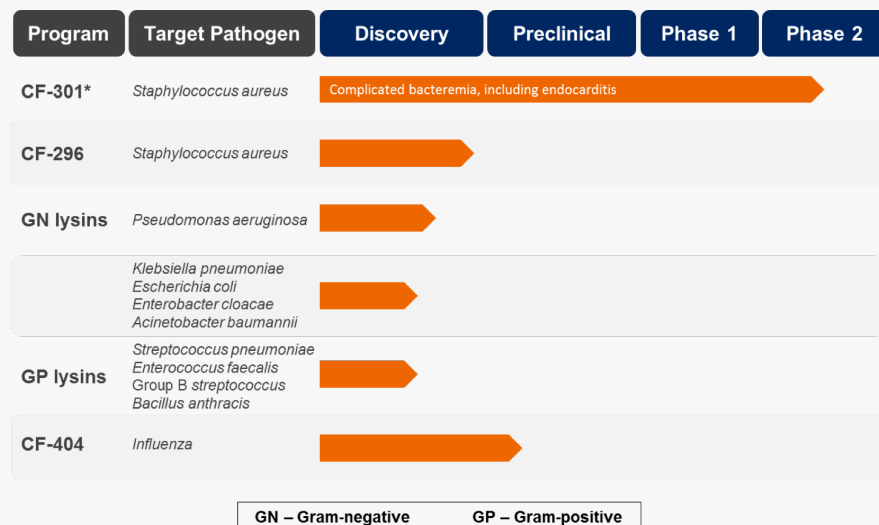 Program Target Pathogen Discovery Preclinical Phase 1 Phase 2
CF-301* Staphylococcus aureus Complicated bacteremia, including endocarditis
CF-296 Staphylococcus aureus
GN lysins Pseudomonas aeruginosa
Klebsiella pneumoniae
Escherichia coli
Enterobacter cloacae
Acinetobacter baumannii
GP lysins
Streptococcus pneumoniae
Enterococcus faecalis
Group B streptococcus
Bacillus anthracis
CF-404 Influenza
GN – Gram-negative GP – Gram-positive